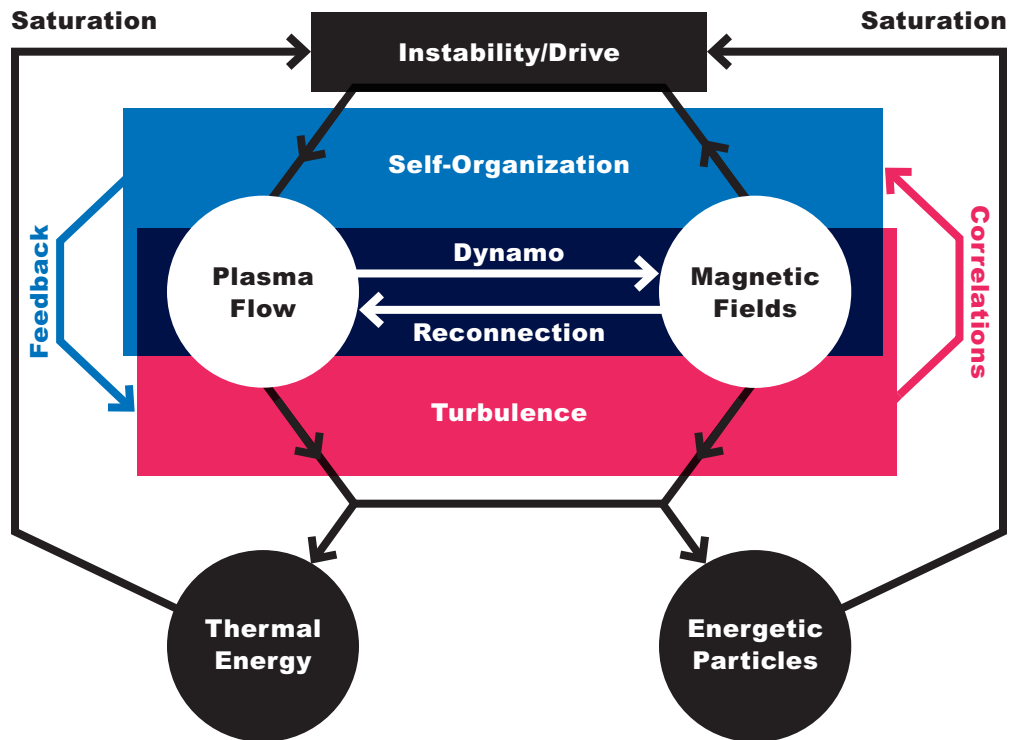 Saturation
Saturation
Instability/Drive
Self-Organization
Feedback
Correlations
Dynamo
Plasma
Flow
Magnetic
Fields
Reconnection
Turbulence
Thermal
Energy
Energetic
Particles